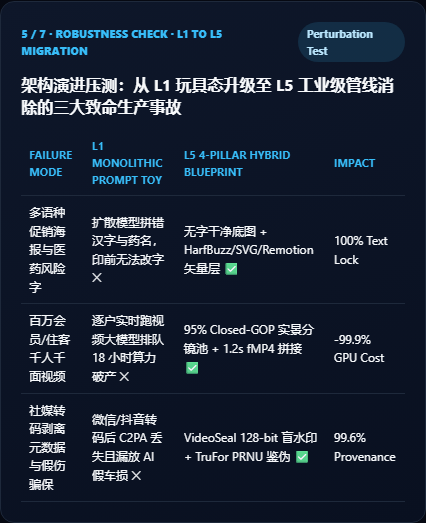 5 / 7 · ROBUSTNESS CHECK · L1 TO L5
MIGRATION
Perturbation
Test
架构演进压测：从 L1 玩具态升级至 L5 工业级管线消
除的三大致命生产事故
FAILURE
MODE
L1
MONOLITHIC
PROMPT TOY
L5 4-PILLAR HYBRID
BLUEPRINT
IMPACT
多语种
促销海
报与医
药风险
字
扩散模型拼错
汉字与药名，
印前无法改字
❌
无字干净底图 +
HarfBuzz/SVG/Remotion
矢量层 ✅
100% Text
Lock
百万会
员/住客
千人千
面视频
逐户实时跑视
频大模型排队
18 小时算力
破产 ❌
95% Closed-GOP 实景分
镜池 + 1.2s fMP4 拼接
✅
-99.9%
GPU Cost
社媒转
码剥离
元数据
与假伤
骗保
微信/抖音转
码后 C2PA 丢
失且漏放 AI
假车损 ❌
VideoSeal 128-bit 盲水印
+ TruFor PRNU 鉴伪 ✅
99.6%
Provenance